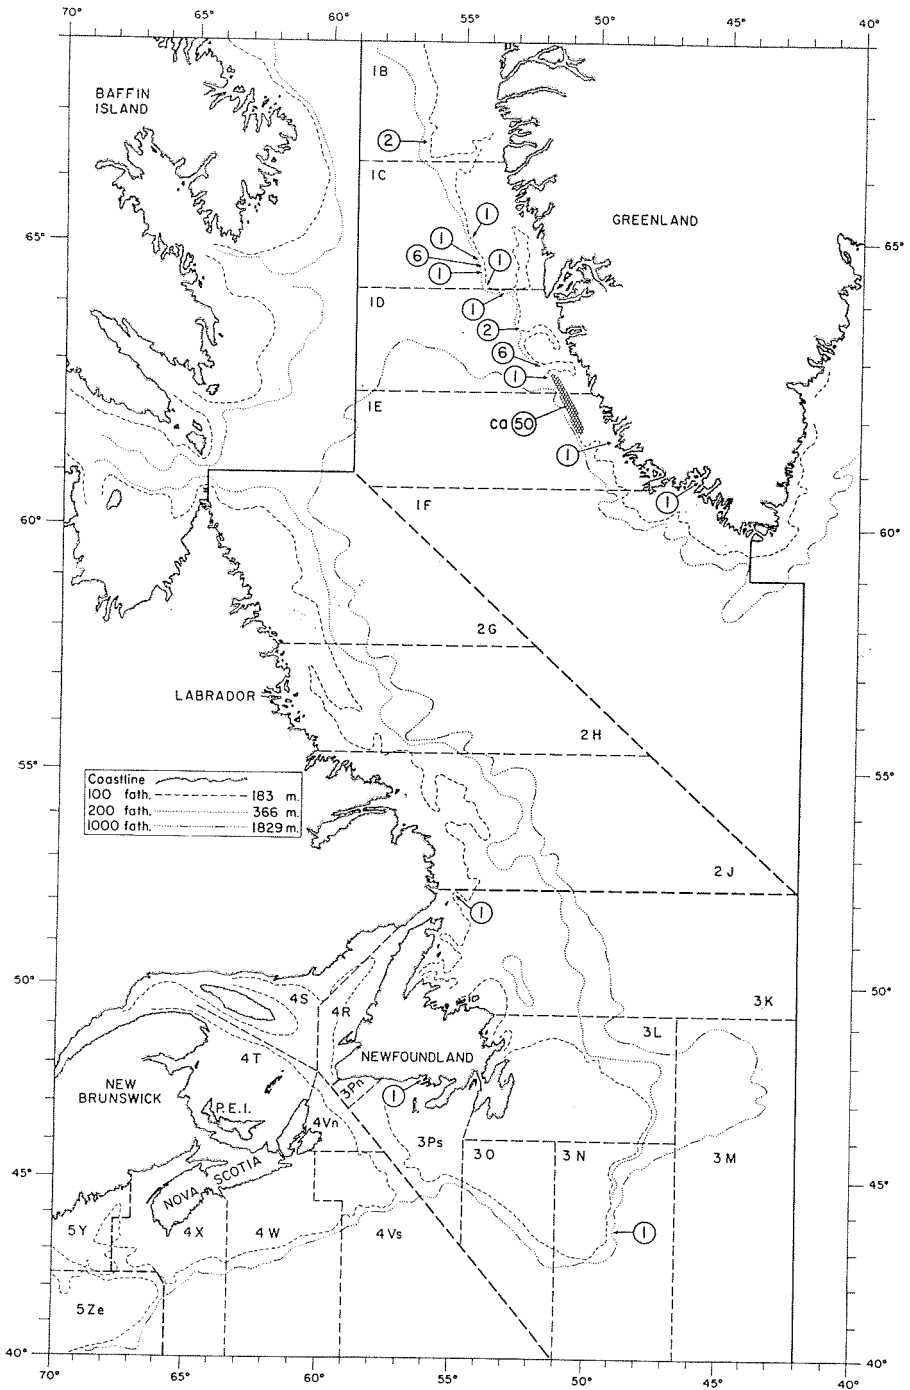 70° 65° 60° 55° 50° 45° 40°
BAFFIN
ISLAND
1B
2
1C
GREENLAND
65° 65°
1
1
6
1
1
1D
1
2
6
1
1E
ca 50
1
1F
1
60° 60°
2G
LABRADOR
2H
55° 55°
Coastline
100 fath. 183 m.
200 fath. 366 m.
1000 fath. 1829 m.
2J
1
50° 50°
4S
4R
3K
3L
4T
NEWFOUNDLAND
NEW
BRUNSWICK
3Pn
1
P.E.I.
4Vn
3Ps
3O
3N
3M
45° 45°
NOVA SCOTIA
5Y
4X
4W
4Vs
1
5Ze
40° 40°
70° 65° 60° 55° 50° 45° 40°